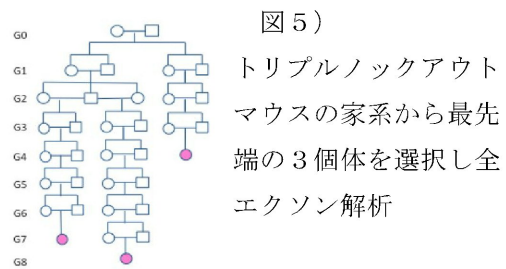 図５）
トリプルノックアウト
マウスの家系から最先
端の３個体を選択し全
エクソン解析
G0
G1
G2
G3
G4
G5
G6
G7
G8